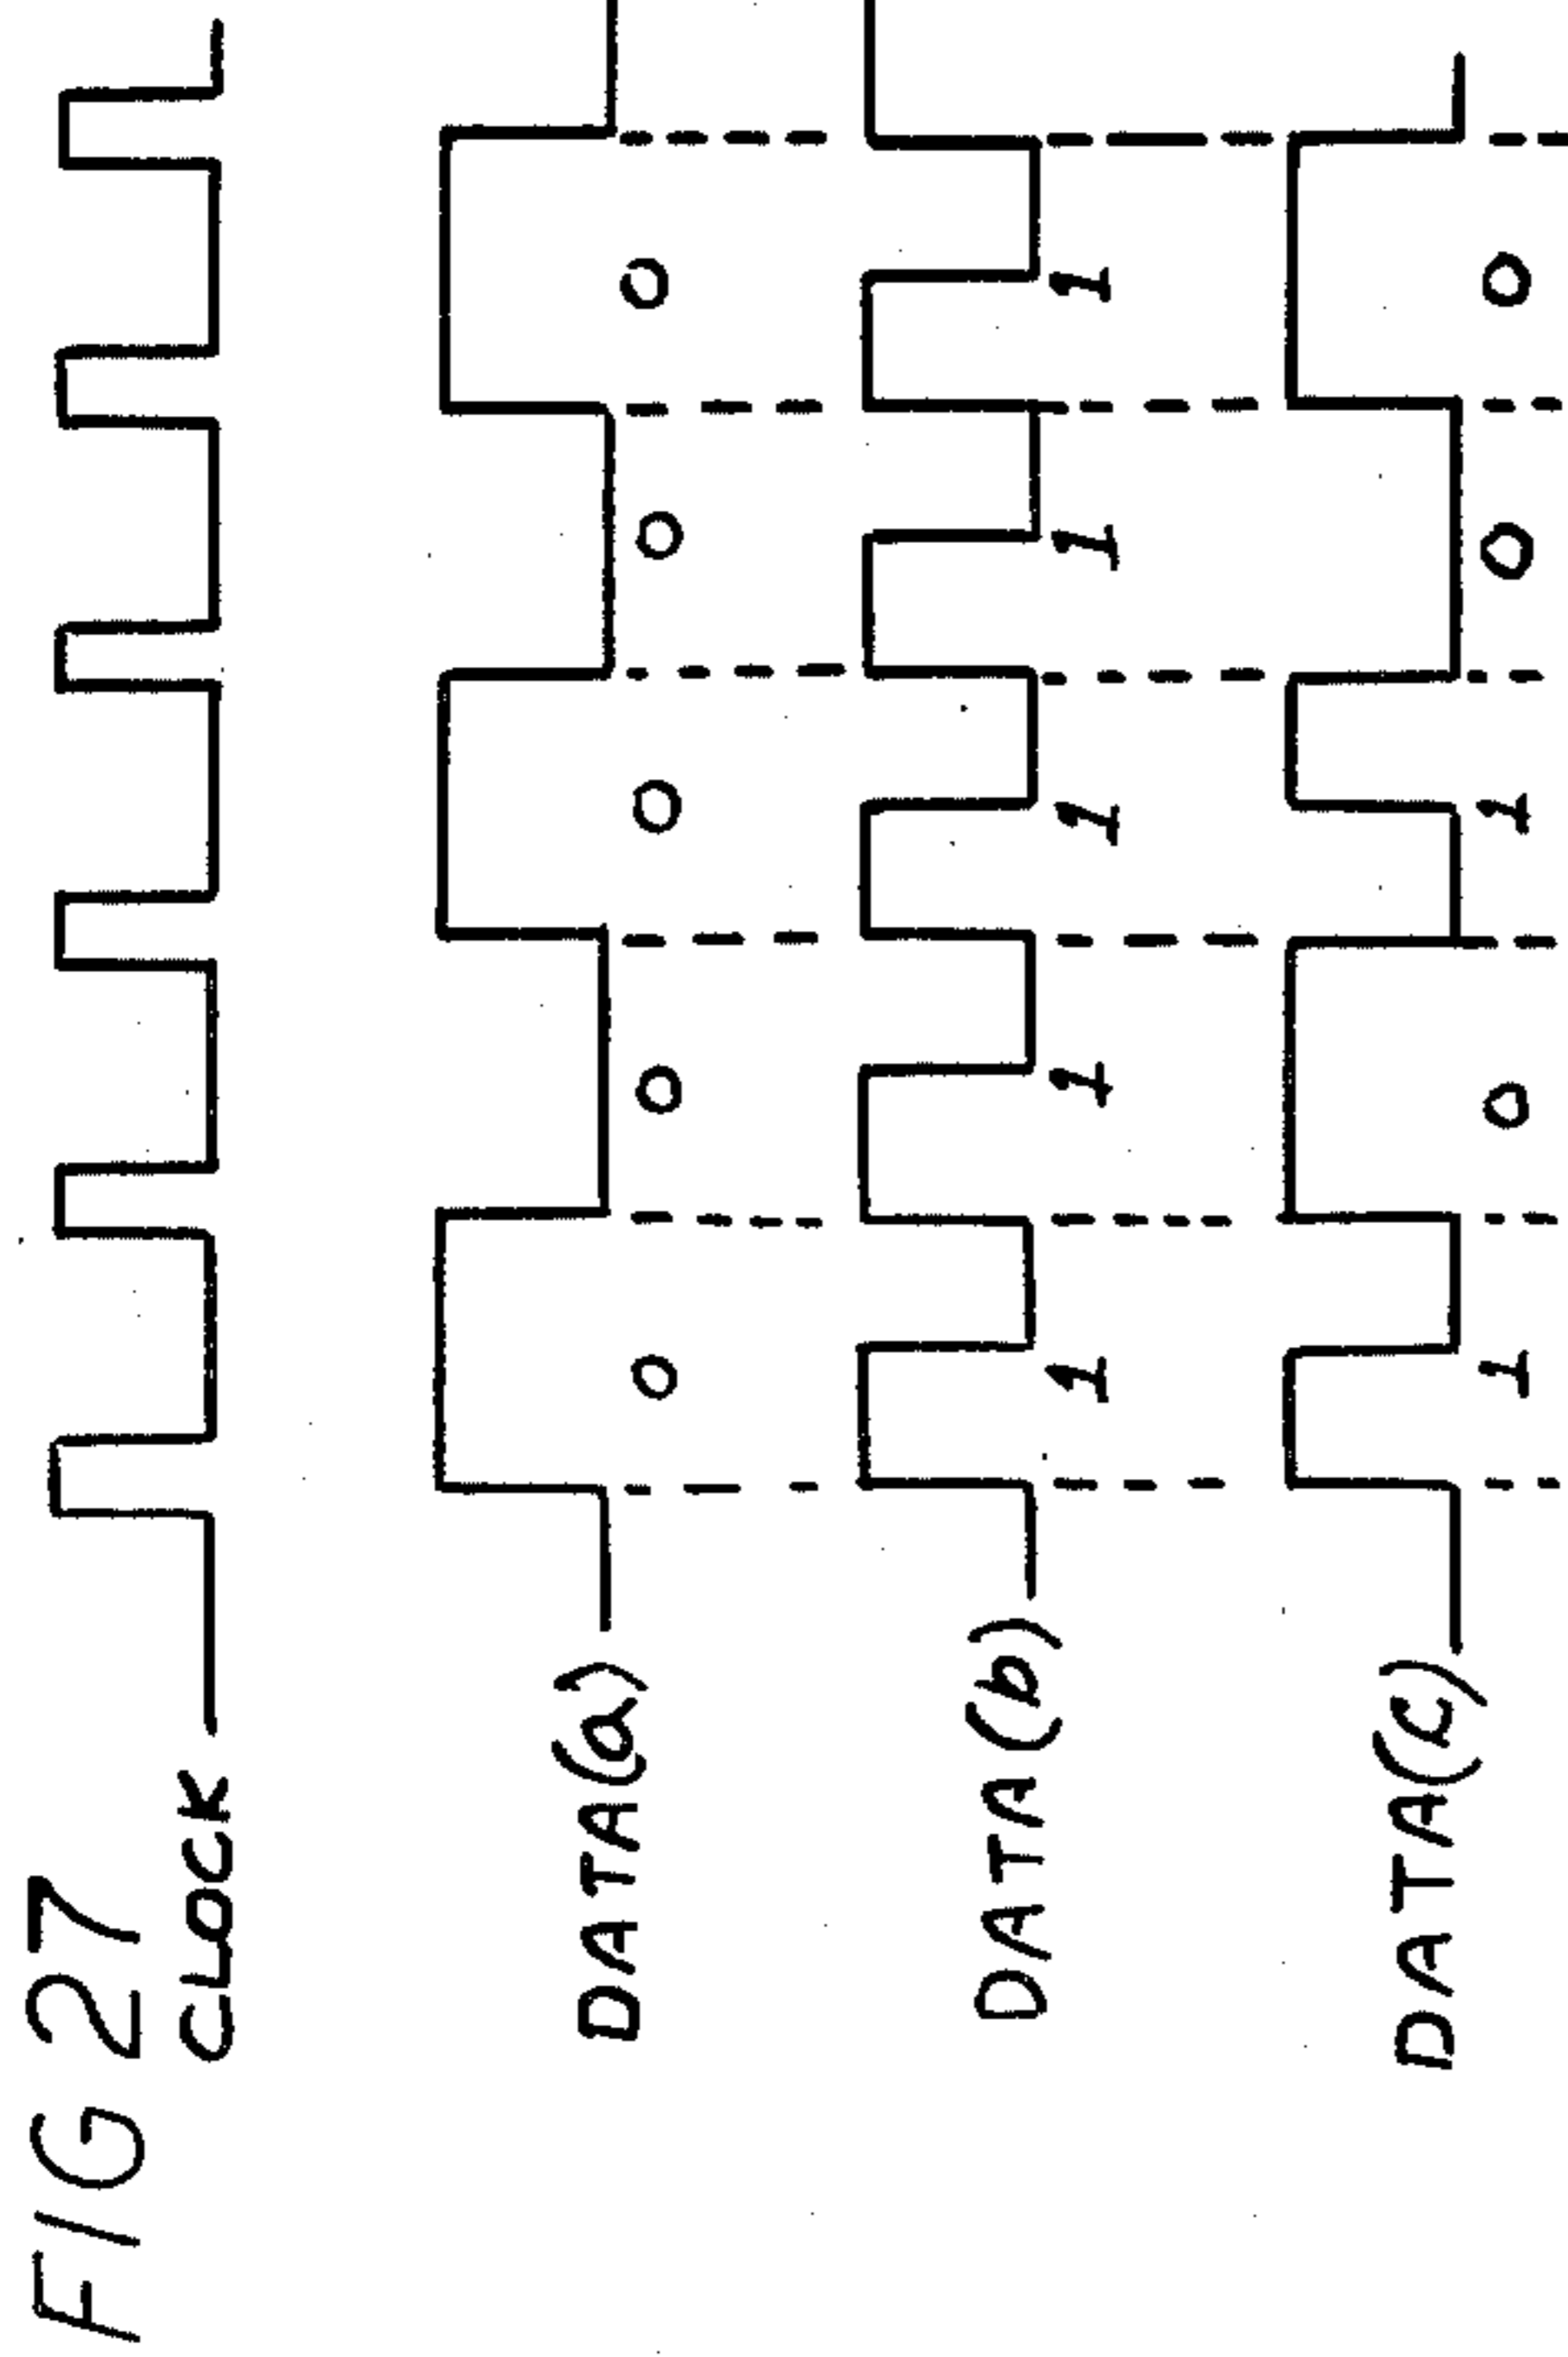 FIG 27
CLOCK
DATA(a) 0 0 0 0 0
DATA(b) 1 1 1 1 1
DATA(c) 1 0 1 0 0